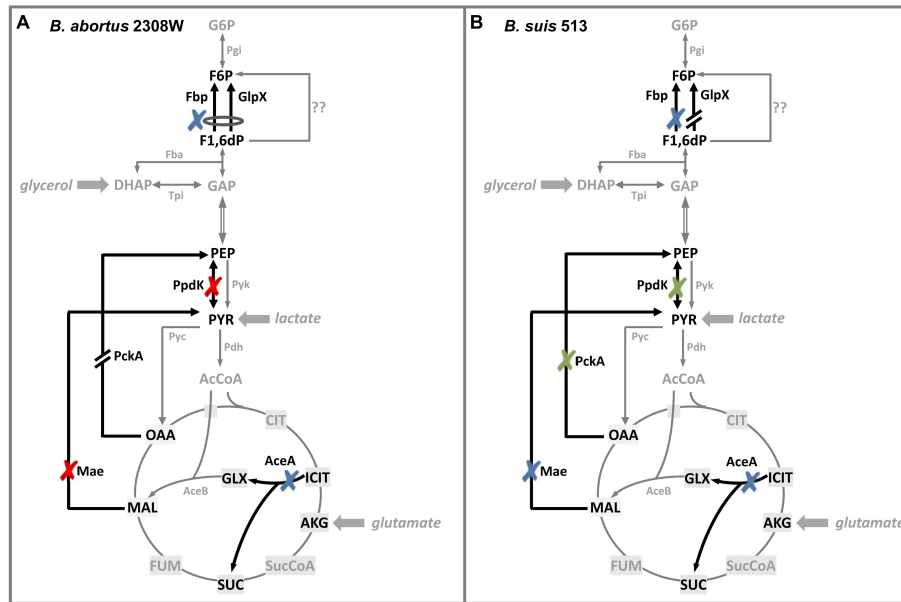 A B. abortus 2308W
G6P
Pgi
F6P
Fbp GlpX
??
F1,6dP
Fba
glycerol DHAP GAP
Tpi
PEP
PpdK Pyk
PYR lactate
Pyc Pdh
PckA
AcCoA
CIT
OAA
AceA
Mae GLX ICIT
AceB
MAL
AKG glutamate
FUM SucCoA
SUC
B B. suis 513
G6P
Pgi
F6P
Fbp GlpX
??
F1,6dP
Fba
glycerol DHAP GAP
Tpi
PEP
PpdK Pyk
PYR lactate
Pyc Pdh
PckA
AcCoA
CIT
OAA
AceA
Mae GLX ICIT
AceB
MAL
AKG glutamate
FUM SucCoA
SUC